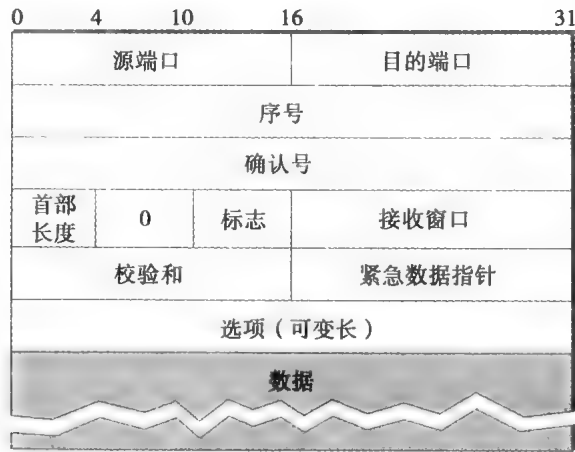 0 4 10 16 31
源端口 目的端口
序号
确认号
首部
长度 0 标志 接收窗口
校验和 紧急数据指针
选项（可变长）
数据